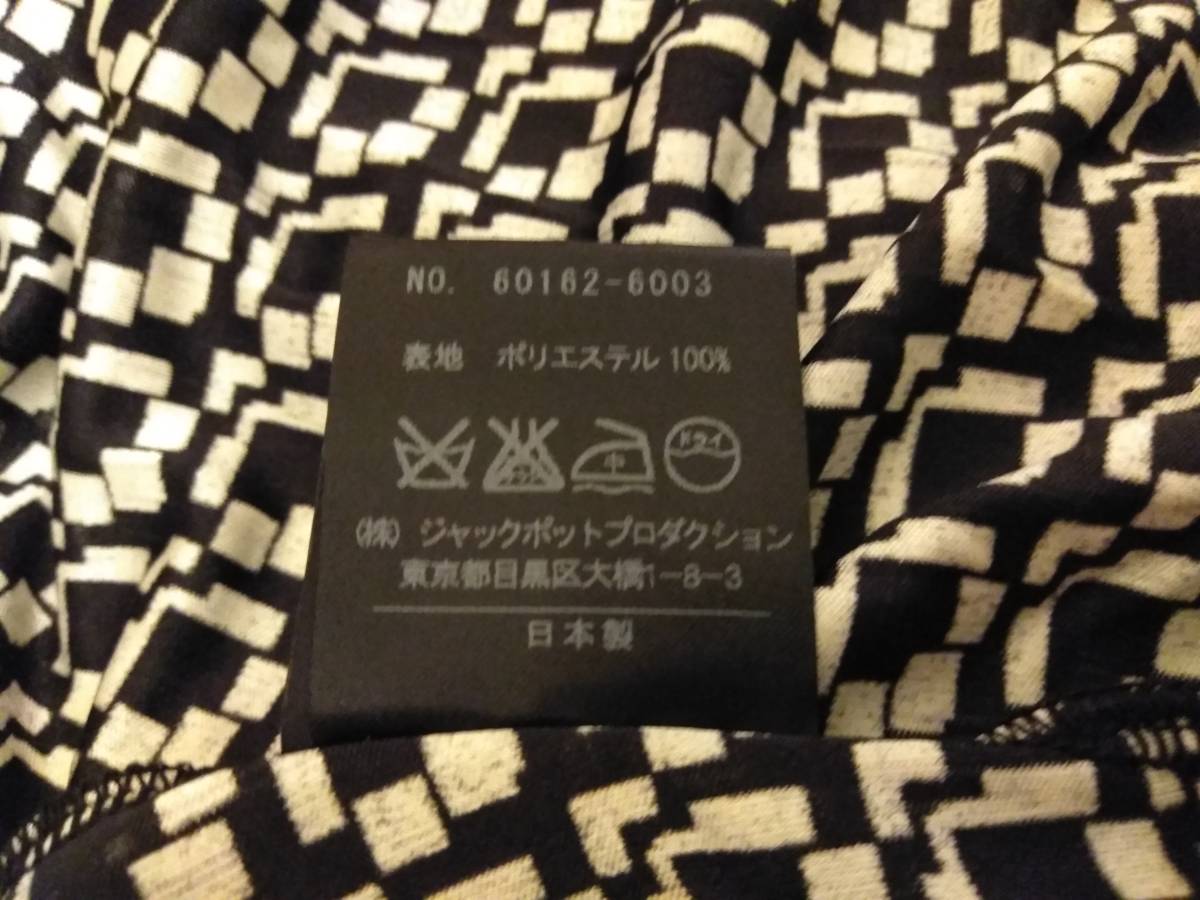 NO. 60162-6003
表地 ポリエステル 100%
中 ドライ
(株) ジャックポットプロダクション
東京都目黒区大橋1-8-3
日本製